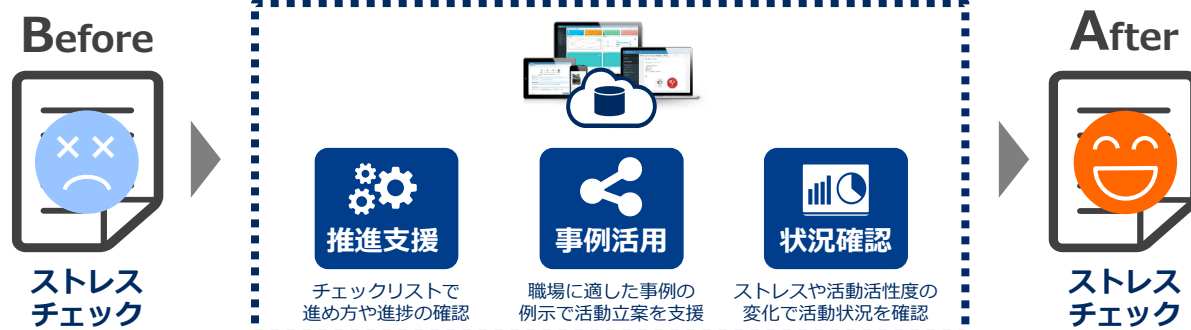 Before
ストレス
チェック
推進支援
チェックリストで
進め方や進捗の確認
事例活用
職場に適した事例の
例示で活動立案を支援
状況確認
ストレスや活動活性度の
変化で活動状況を確認
After
ストレス
チェック